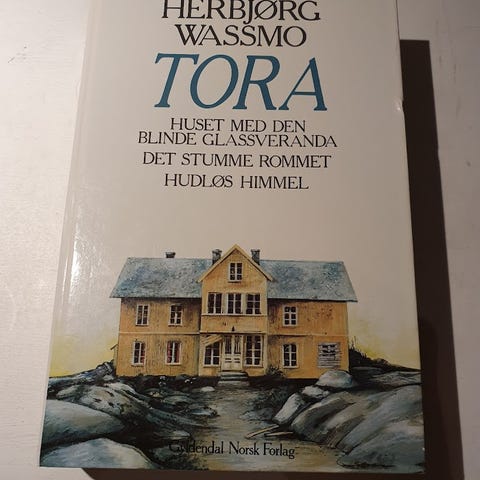 HERBJØRG
WASSMO
TORA
HUSET MED DEN
BLINDE GLASSVERANDA
DET STUMME ROMMET
HUDLØS HIMMEL
Gyldendal Norsk Forlag